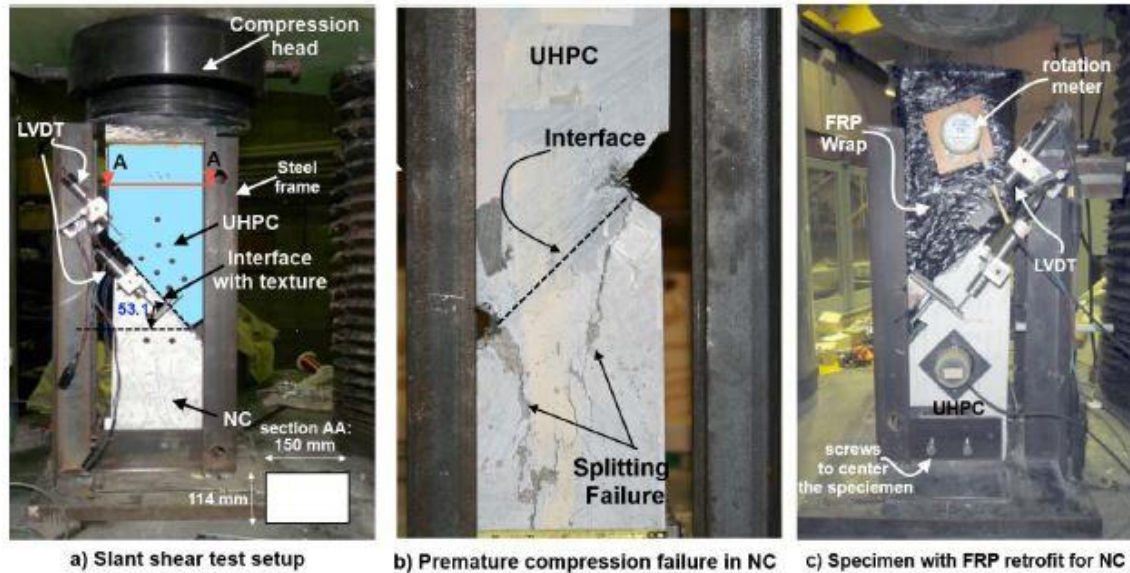 Compression
head
LVDT
A
A
Steel
frame
UHPC
Interface
with texture
53.1
NC
section AA:
150 mm
114 mm
a) Slant shear test setup
UHPC
Interface
Splitting
Failure
b) Premature compression failure in NC
rotation
meter
FRP
Wrap
LVDT
UHPC
screws
to center
the speciemen
c) Specimen with FRP retrofit for NC